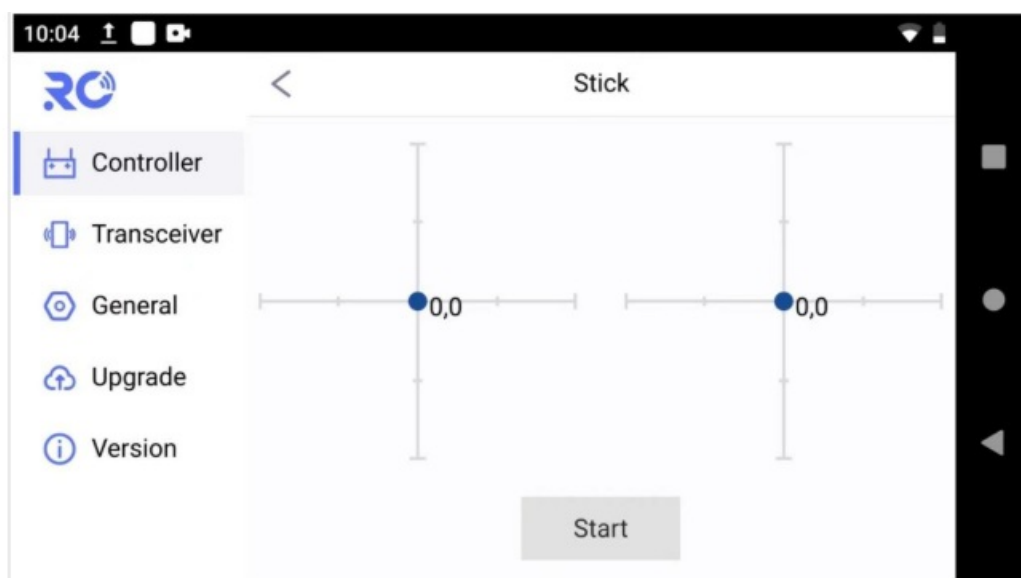 10:04
RC
Stick
Controller
Transceiver
General
Upgrade
Version
0,0
0,0
Start